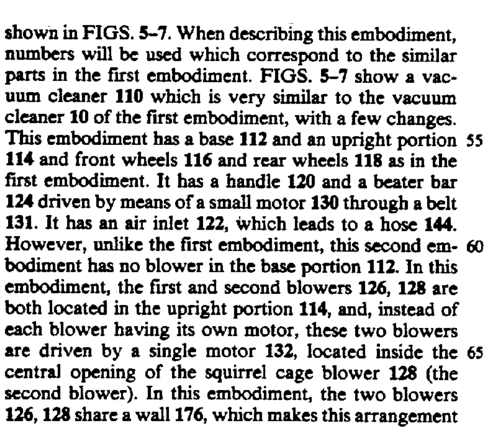 shown in FIGS. 5–7. When describing this embodiment,
numbers will be used which correspond to the similar
parts in the first embodiment. FIGS. 5–7 show a vac-
uum cleaner 110 which is very similar to the vacuum
cleaner 10 of the first embodiment, with a few changes.
This embodiment has a base 112 and an upright portion 55
114 and front wheels 116 and rear wheels 118 as in the
first embodiment. It has a handle 120 and a beater bar
124 driven by means of a small motor 130 through a belt
131. It has an air inlet 122, which leads to a hose 144.
However, unlike the first embodiment, this second em- 60
bodiment has no blower in the base portion 112. In this
embodiment, the first and second blowers 126, 128 are
both located in the upright portion 114, and, instead of
each blower having its own motor, these two blowers
are driven by a single motor 132, located inside the 65
central opening of the squirrel cage blower 128 (the
second blower). In this embodiment, the two blowers
126, 128 share a wall 176, which makes this arrangement